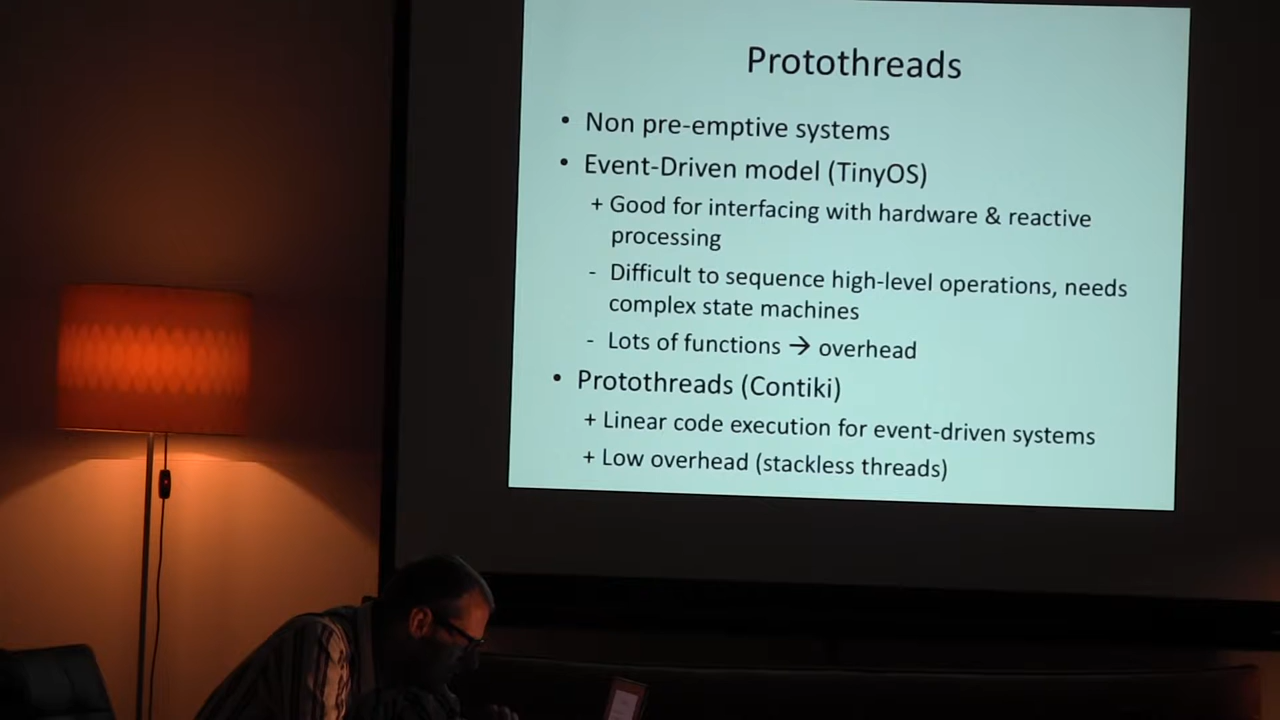 Protothreads
• Non pre-emptive systems
• Event-Driven model (TinyOS)
+ Good for interfacing with hardware & reactive
processing
- Difficult to sequence high-level operations, needs
complex state machines
- Lots of functions → overhead
• Protothreads (Contiki)
+ Linear code execution for event-driven systems
+ Low overhead (stackless threads)